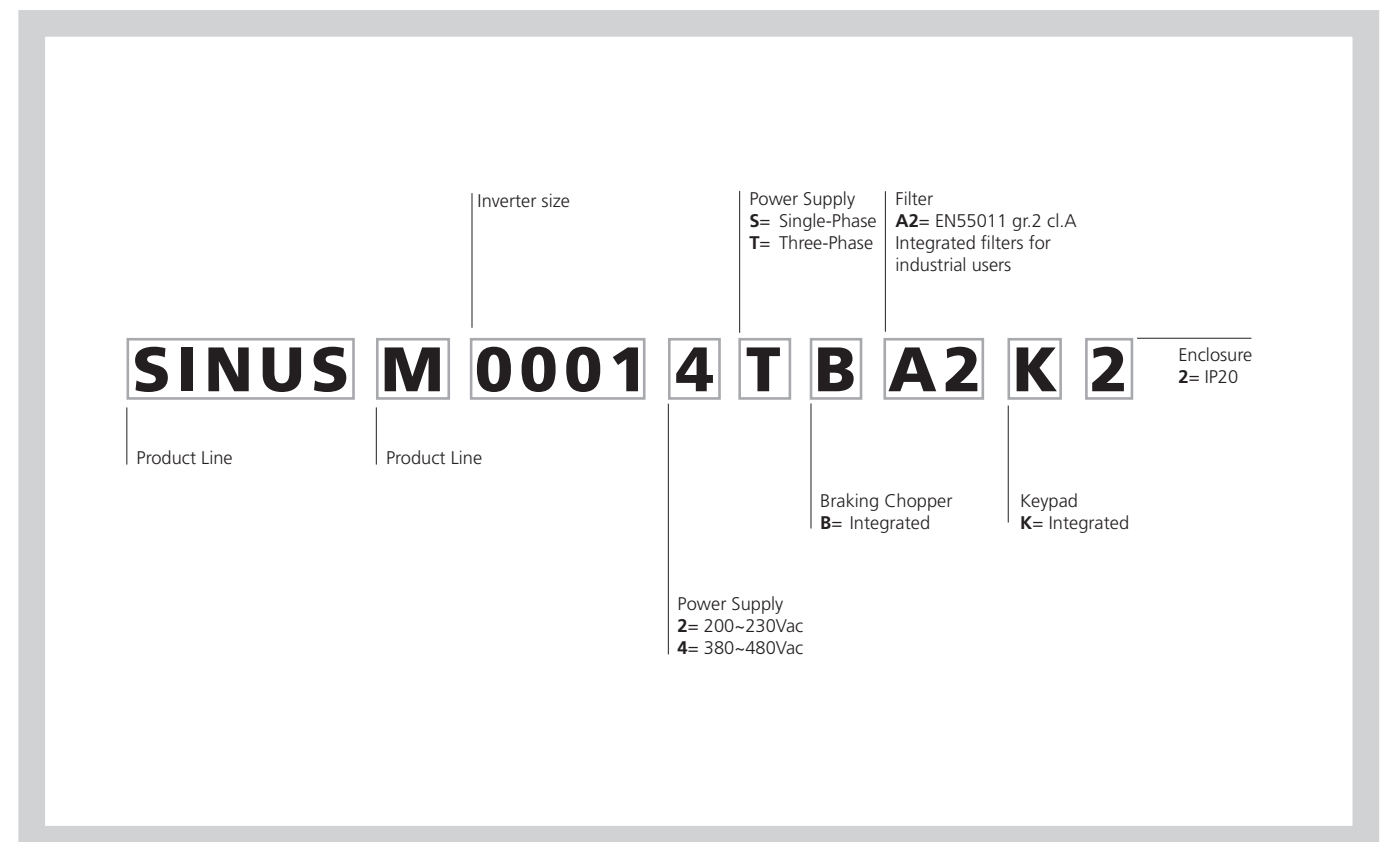 Inverter size
Power Supply
S= Single-Phase
T= Three-Phase
Filter
A2= EN55011 gr.2 cl.A
Integrated filters for
industrial users
SINUS M 0001 4 T B A2 K 2
Enclosure
2= IP20
Product Line
Product Line
Braking Chopper
B= Integrated
Keypad
K= Integrated
Power Supply
2= 200~230Vac
4= 380~480Vac